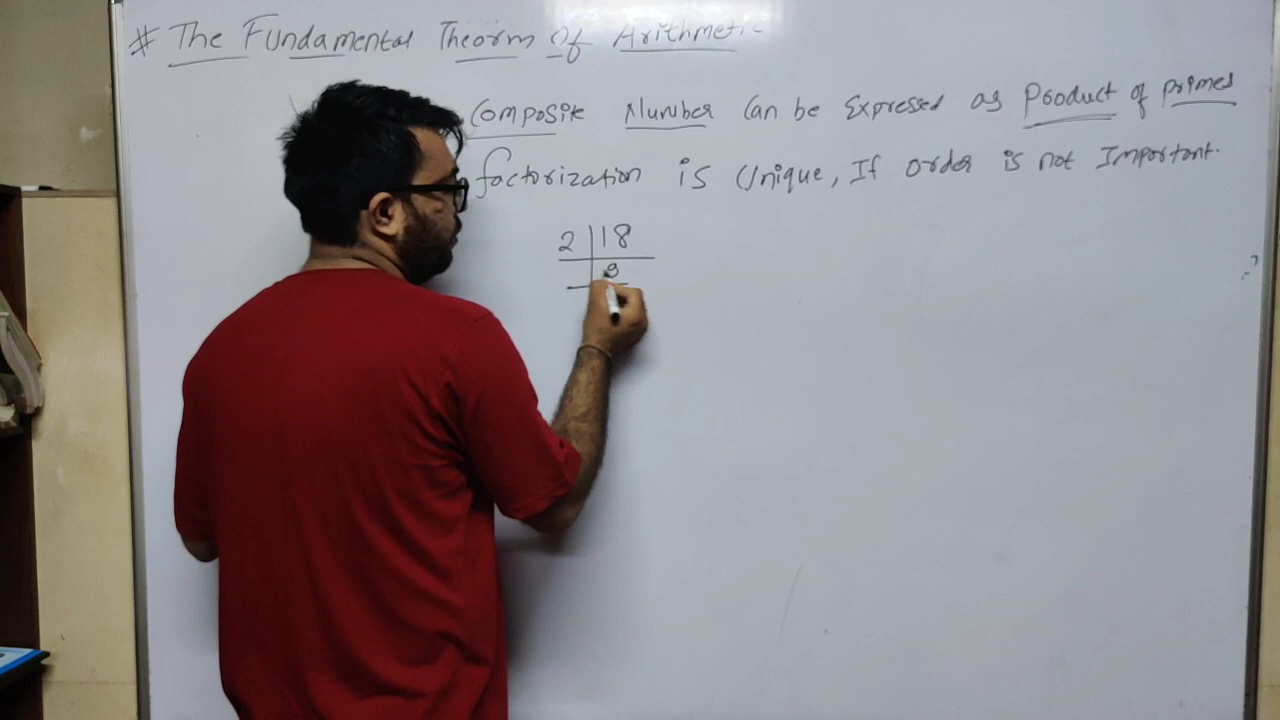 # The Fundamental Theorm Of Arithmetic
Composite Number Can be Expressed as Product of primes
factorization is Unique, If order is not Important.
2 | 18
9